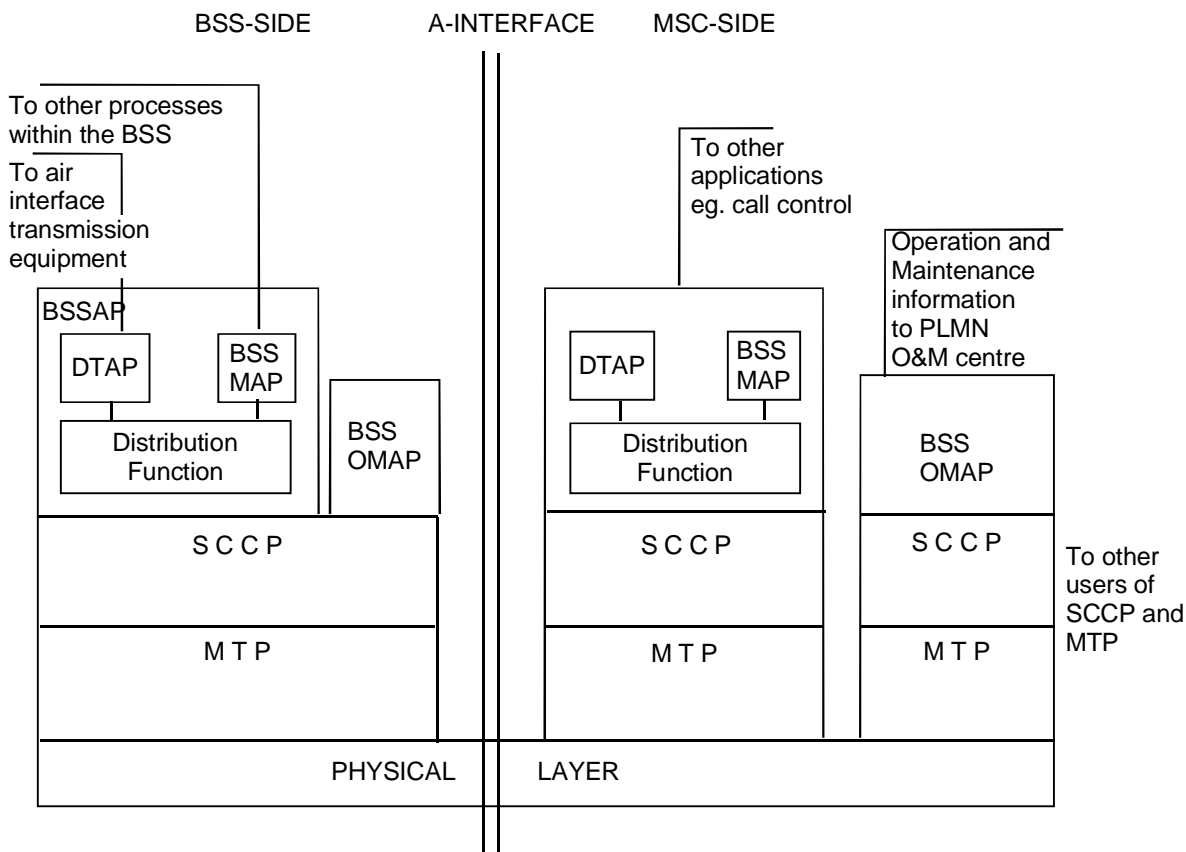 BSS-SIDE
A-INTERFACE
MSC-SIDE
To other processes
within the BSS
To air
interface
transmission
equipment
BSSAP
DTAP
BSS
MAP
Distribution
Function
BSS
OMAP
S C C P
M T P
To other
applications
eg. call control
DTAP
BSS
MAP
Distribution
Function
S C C P
M T P
Operation and
Maintenance
information
to PLMN
O&M centre
BSS
OMAP
S C C P
M T P
To other
users of
SCCP and
MTP
PHYSICAL
LAYER